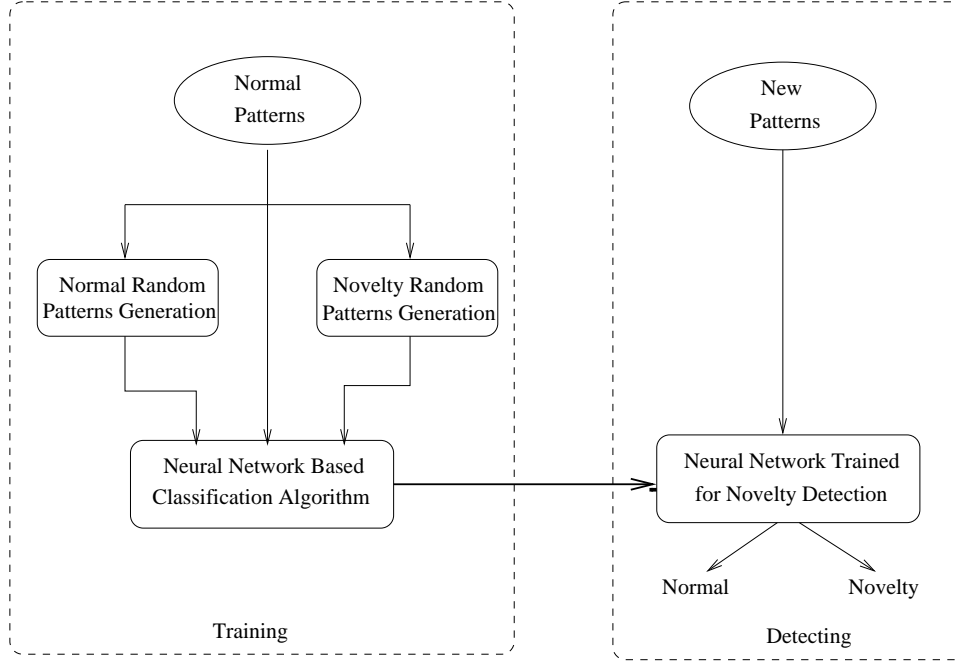 Normal
Patterns
Normal Random
Patterns Generation
Novelty Random
Patterns Generation
Neural Network Based
Classification Algorithm
Training
New
Patterns
Neural Network Trained
for Novelty Detection
Normal
Novelty
Detecting